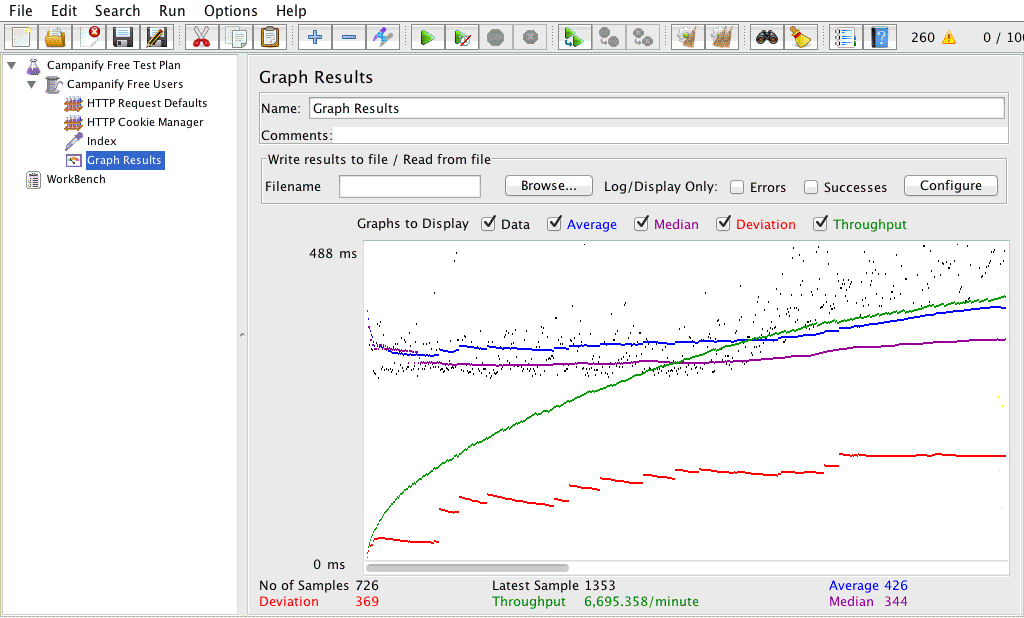 File Edit Search Run Options Help
260 0 / 100
Campanify Free Test Plan
Campanify Free Users
HTTP Request Defaults
HTTP Cookie Manager
Index
Graph Results
WorkBench
Graph Results
Name: Graph Results
Comments:
Write results to file / Read from file
Filename Browse... Log/Display Only: Errors Successes Configure
Graphs to Display Data Average Median Deviation Throughput
488 ms
0 ms
No of Samples 726 Latest Sample 1353 Average 426
Deviation 369 Throughput 6,695.358/minute Median 344